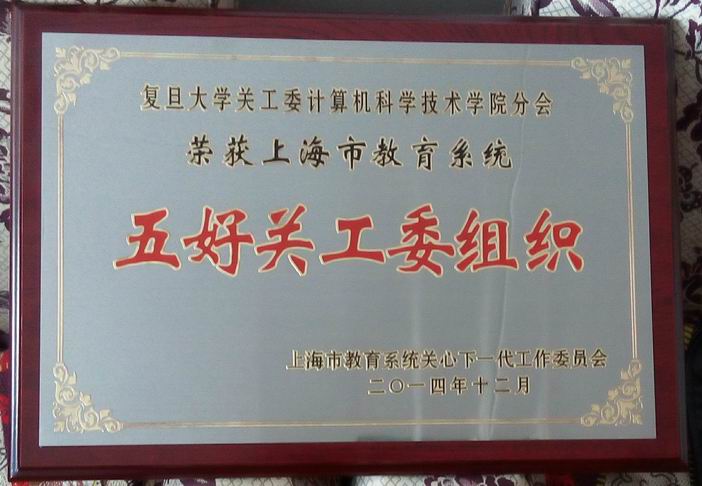 复旦大学关工委计算机科学技术学院分会
荣获上海市教育系统
五好关工委组织
上海市教育系统关心下一代工作委员会
二〇一四年十二月